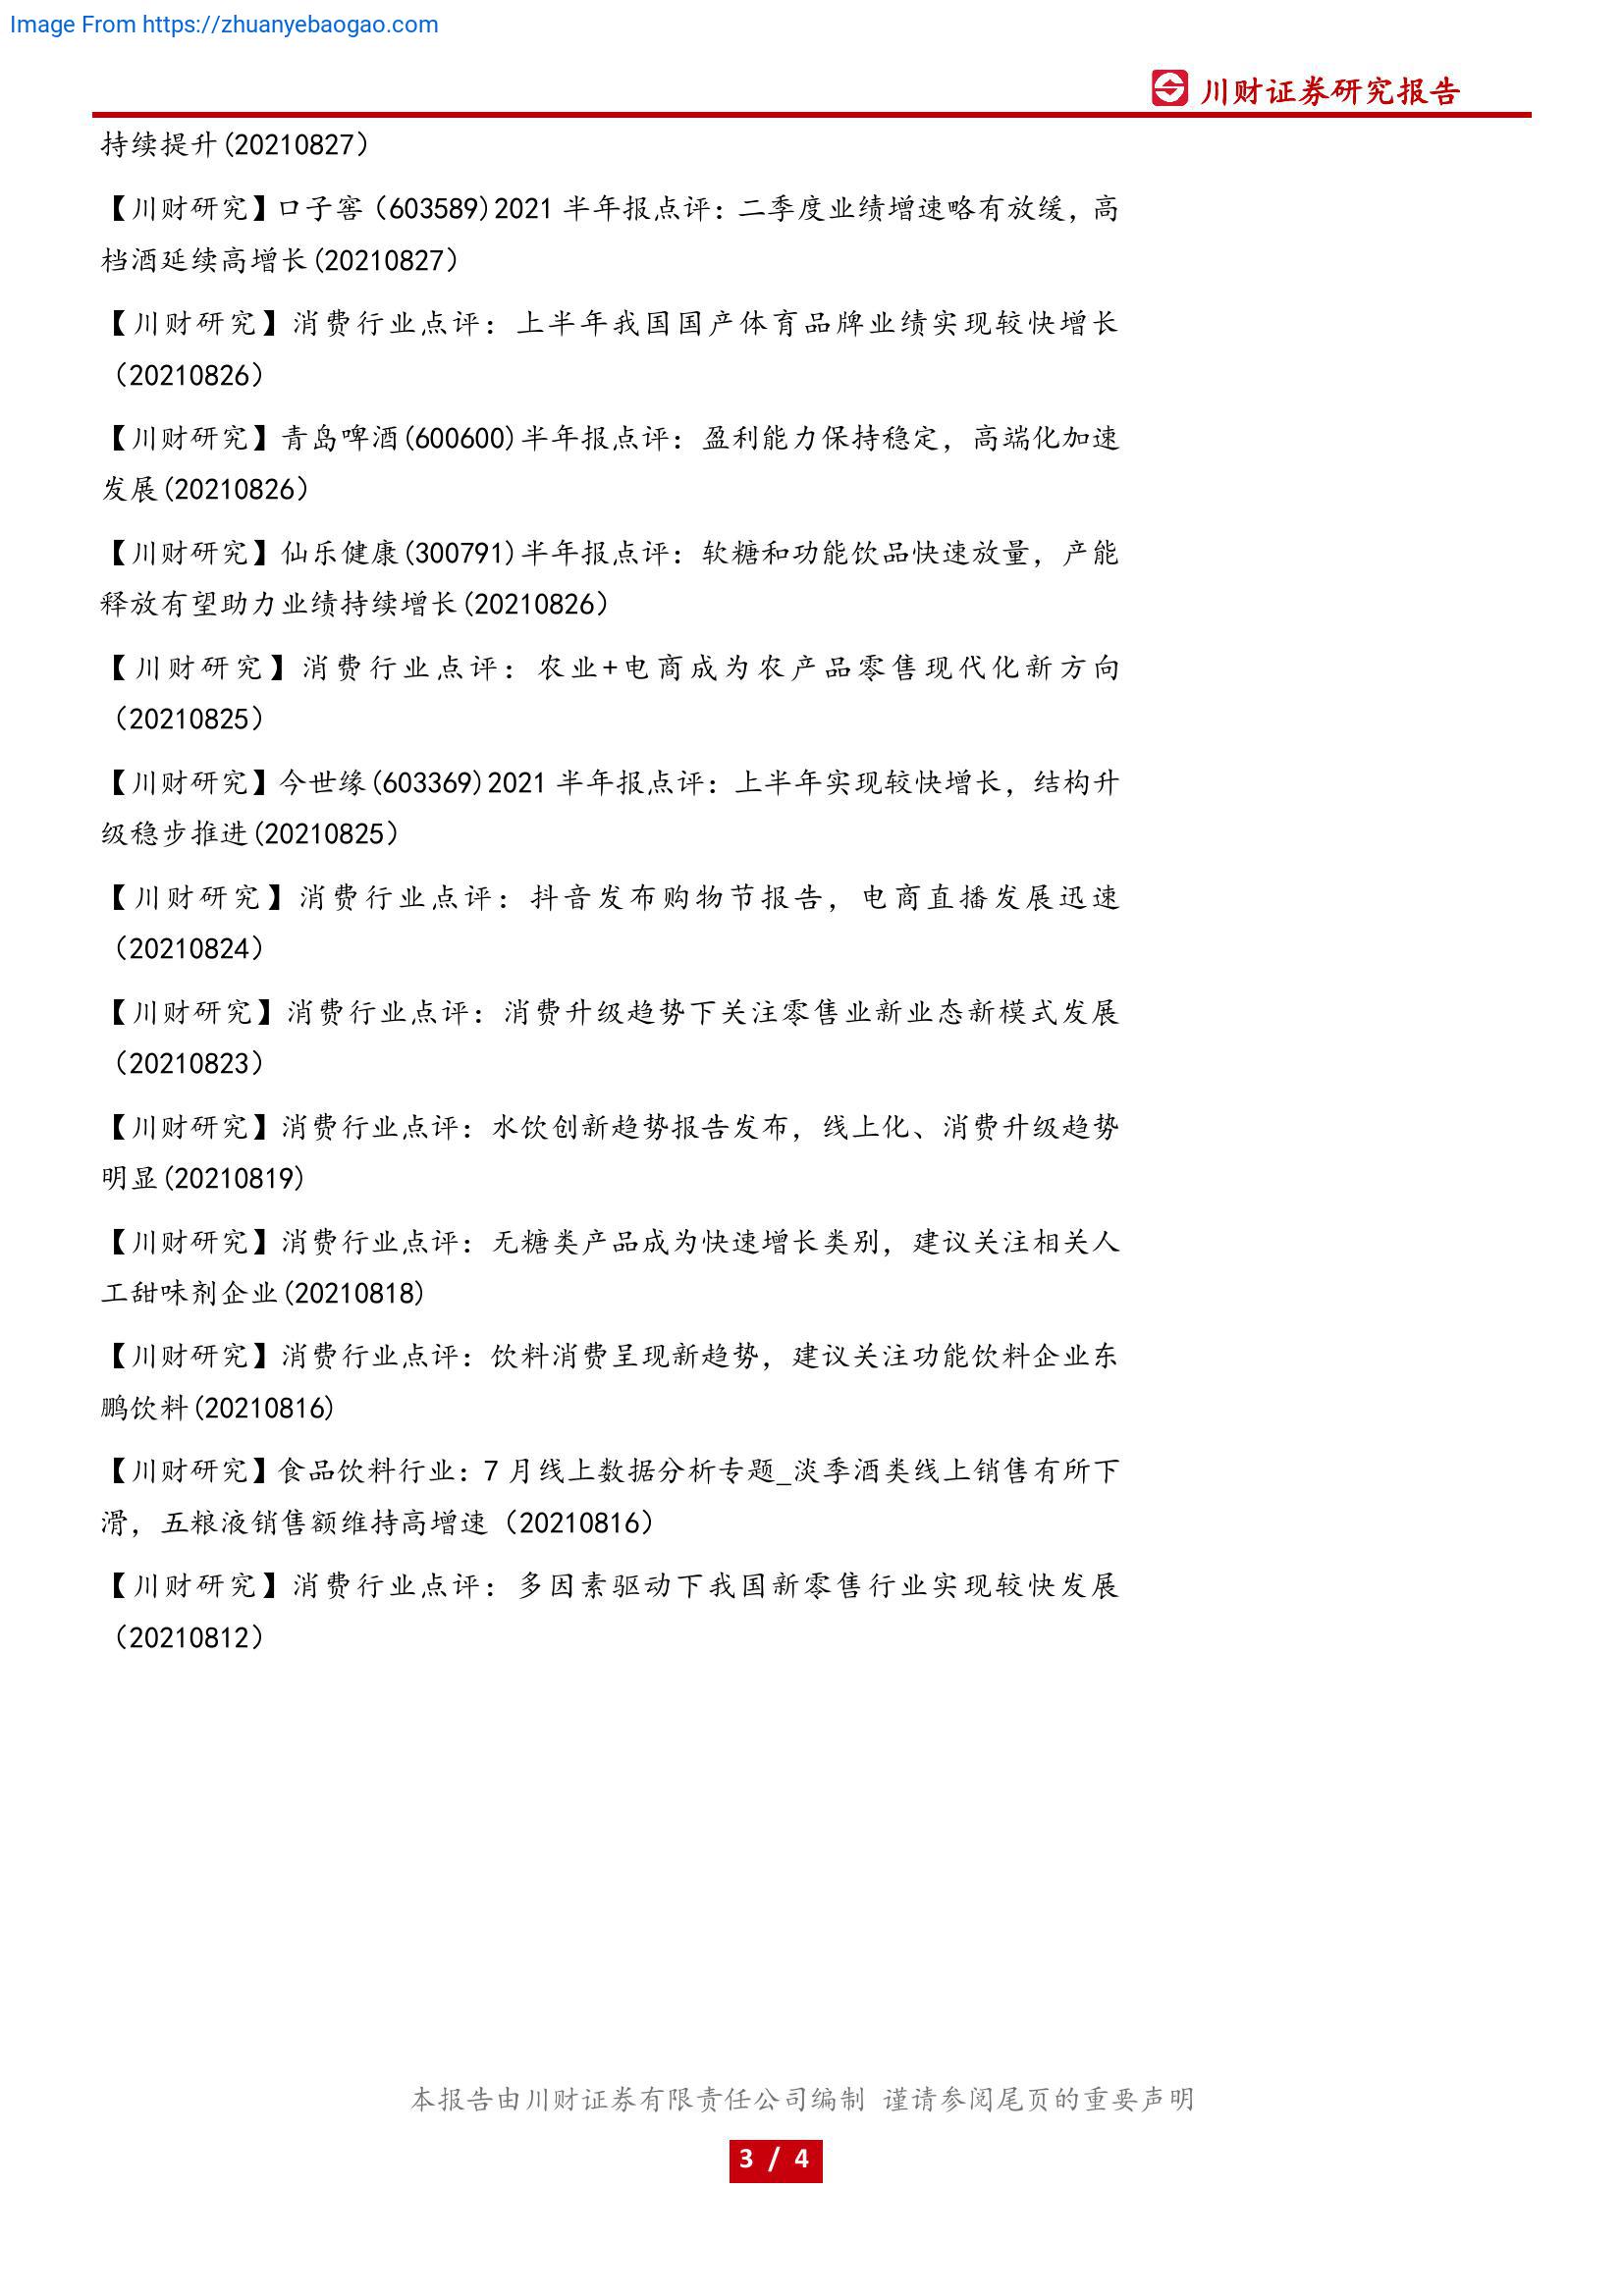 Image From https://zhuanyebaogao.com
川财证券研究报告
持续提升(20210827）
【川财研究】口子窖（603589)2021 半年报点评：二季度业绩增速略有放缓，高
档酒延续高增长(20210827）
【川财研究】消费行业点评：上半年我国国产体育品牌业绩实现较快增长
（20210826）
【川财研究】青岛啤酒(600600)半年报点评：盈利能力保持稳定，高端化加速
发展(20210826）
【川财研究】仙乐健康(300791)半年报点评：软糖和功能饮品快速放量，产能
释放有望助力业绩持续增长(20210826）
【川财研究】消费行业点评：农业+电商成为农产品零售现代化新方向
（20210825）
【川财研究】今世缘(603369)2021 半年报点评：上半年实现较快增长，结构升
级稳步推进(20210825）
【川财研究】消费行业点评：抖音发布购物节报告，电商直播发展迅速
（20210824）
【川财研究】消费行业点评：消费升级趋势下关注零售业新业态新模式发展
（20210823）
【川财研究】消费行业点评：水饮创新趋势报告发布，线上化、消费升级趋势
明显(20210819)
【川财研究】消费行业点评：无糖类产品成为快速增长类别，建议关注相关人
工甜味剂企业(20210818)
【川财研究】消费行业点评：饮料消费呈现新趋势，建议关注功能饮料企业东
鹏饮料(20210816)
【川财研究】食品饮料行业：7 月线上数据分析专题_淡季酒类线上销售有所下
滑，五粮液销售额维持高增速（20210816）
【川财研究】消费行业点评：多因素驱动下我国新零售行业实现较快发展
（20210812）
本报告由川财证券有限责任公司编制 谨请参阅尾页的重要声明
3 / 4